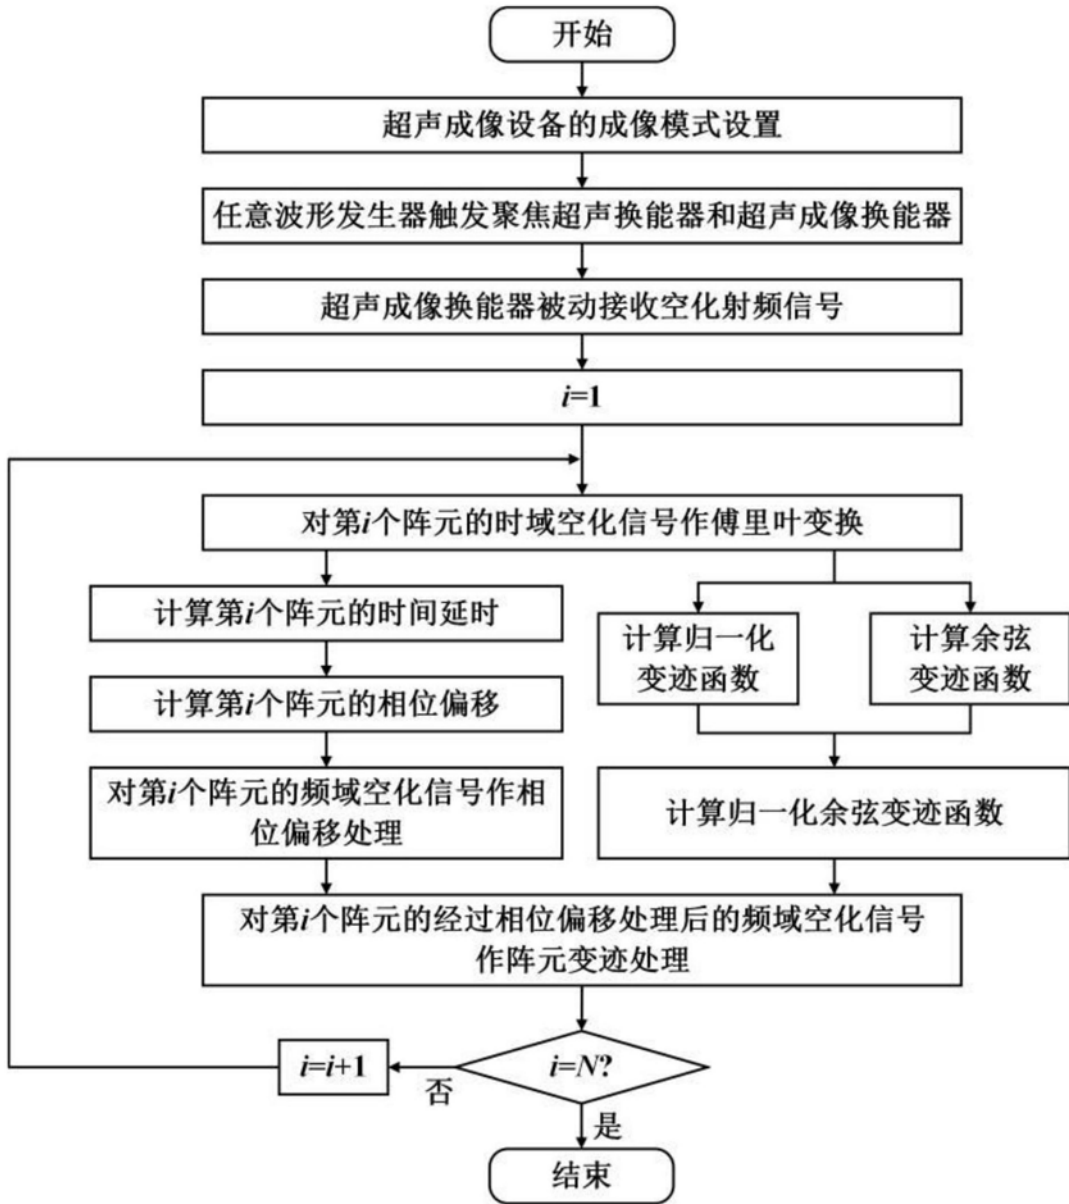 开始
超声成像设备的成像模式设置
任意波形发生器触发聚焦超声换能器和超声成像换能器
超声成像换能器被动接收空化射频信号
i=1
对第i个阵元的时域空化信号作傅里叶变换
计算第i个阵元的时间延时
计算第i个阵元的相位偏移
对第i个阵元的频域空化信号作相
位偏移处理
计算归一化
变迹函数
计算余弦
变迹函数
计算归一化余弦变迹函数
对第i个阵元的经过相位偏移处理后的频域空化信号
作阵元变迹处理
i=N?
否
i=i+1
是
结束